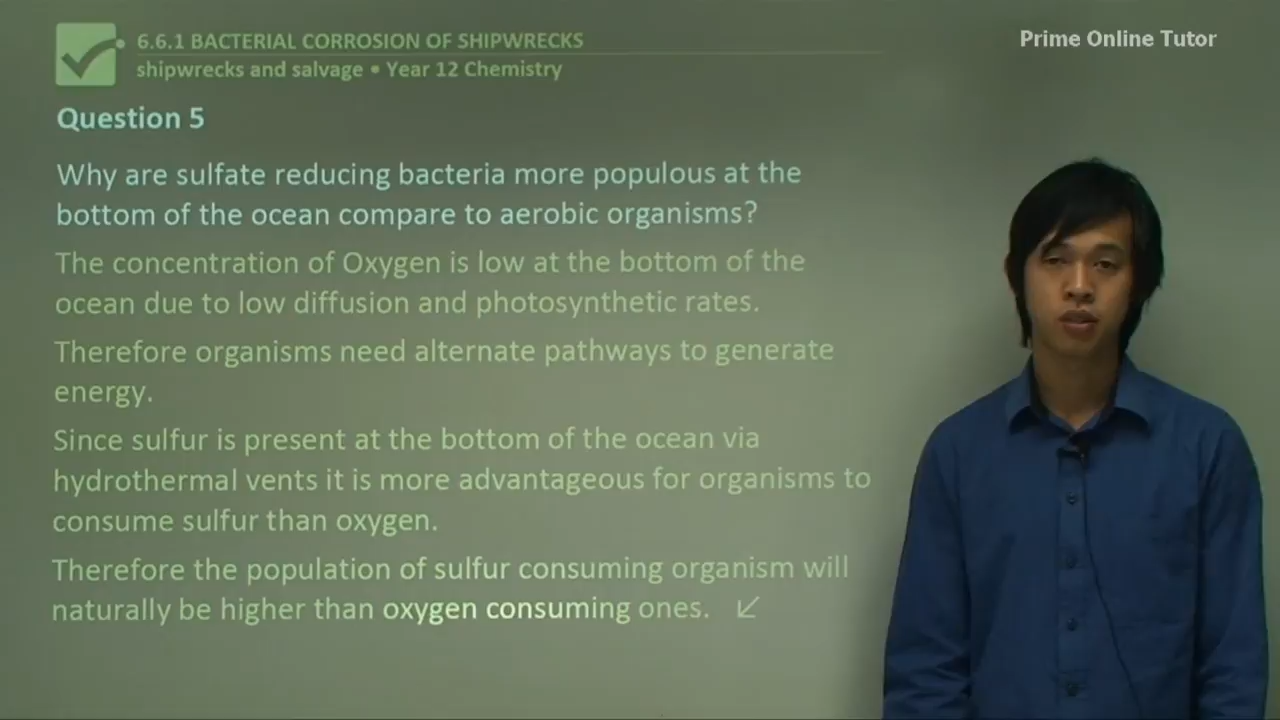 6.6.1 BACTERIAL CORROSION OF SHIPWRECKS
shipwrecks and salvage • Year 12 Chemistry
Prime Online Tutor
Question 5
Why are sulfate reducing bacteria more populous at the
bottom of the ocean compare to aerobic organisms?
The concentration of Oxygen is low at the bottom of the
ocean due to low diffusion and photosynthetic rates.
Therefore organisms need alternate pathways to generate
energy.
Since sulfur is present at the bottom of the ocean via
hydrothermal vents it is more advantageous for organisms to
consume sulfur than oxygen.
Therefore the population of sulfur consuming organism will
naturally be higher than oxygen consuming ones.